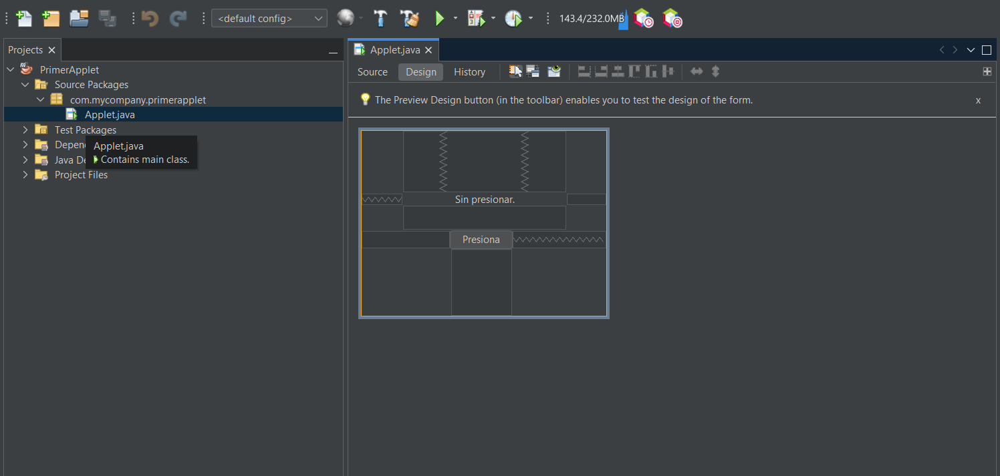 <default config>
143.4/232.0MB
Projects
PrimerApplet
Source Packages
com.mycompany.primerapplet
Applet.java
Test Packages
Java
Project Files
Applet.java
Contains main class.
Applet.java
Source
Design
History
The Preview Design button (in the toolbar) enables you to test the design of the form.
x
Sin presionar.
Presiona